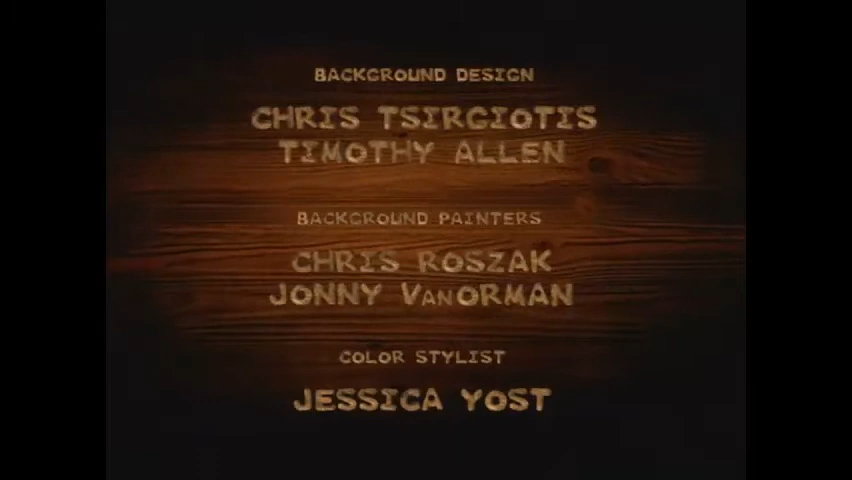 BACKGROUND DESIGN
CHRIS TSIRGIOTIS
TIMOTHY ALLEN
BACKGROUND PAINTERS
CHRIS ROSZAK
JONNY VANORMAN
COLOR STYLIST
JESSICA YOST